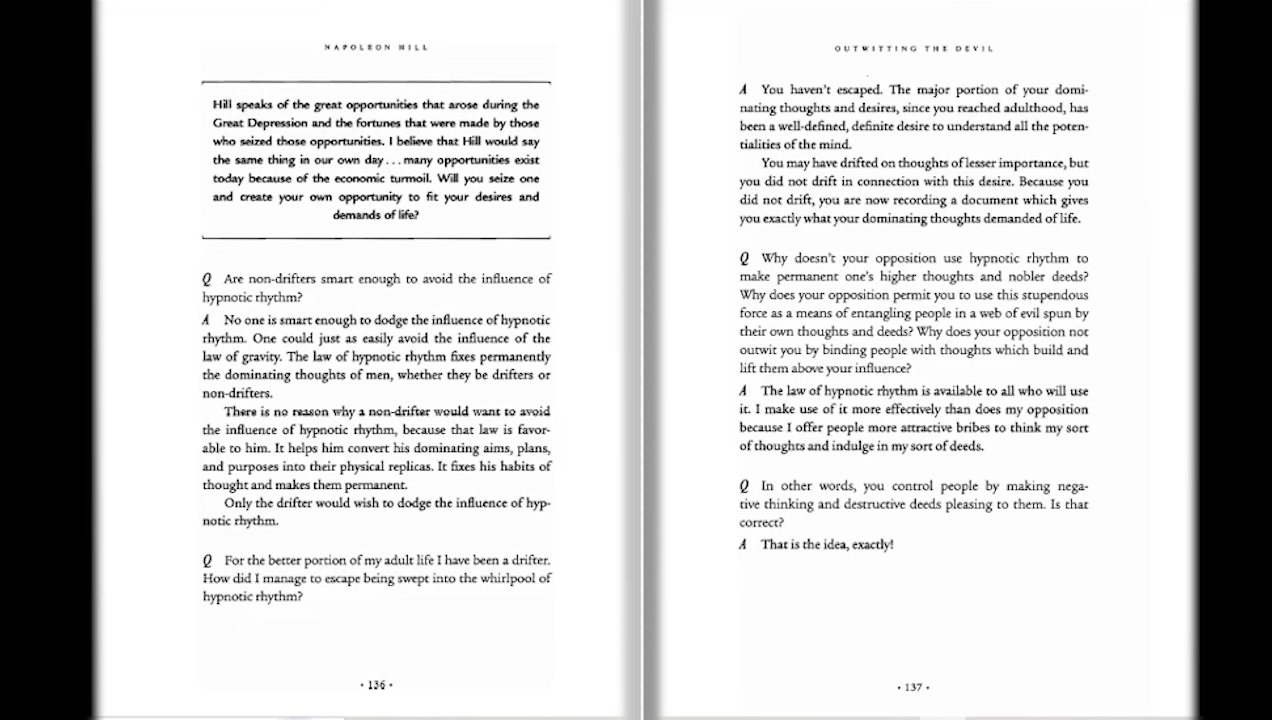 NAPOLEON HILL
Hill speaks of the great opportunities that arose during the
Great Depression and the fortunes that were made by those
who seized those opportunities. I believe that Hill would say
the same thing in our own day . . . many opportunities exist
today because of the economic turmoil. Will you seize one
and create your own opportunity to fit your desires and
demands of life?
Q Are non-drifters smart enough to avoid the influence of
hypnotic rhythm?
A No one is smart enough to dodge the influence of hypnotic
rhythm. One could just as easily avoid the influence of the
law of gravity. The law of hypnotic rhythm fixes permanently
the dominating thoughts of men, whether they be drifters or
non-drifters.
There is no reason why a non-drifter would want to avoid
the influence of hypnotic rhythm, because that law is favor-
able to him. It helps him convert his dominating aims, plans,
and purposes into their physical replicas. It fixes his habits of
thought and makes them permanent.
Only the drifter would wish to dodge the influence of hyp-
notic rhythm.
Q For the better portion of my adult life I have been a drifter.
How did I manage to escape being swept into the whirlpool of
hypnotic rhythm?
• 136 •
OUTWITTING THE DEVIL
A You haven't escaped. The major portion of your domi-
nating thoughts and desires, since you reached adulthood, has
been a well-defined, definite desire to understand all the poten-
tialities of the mind.
You may have drifted on thoughts of lesser importance, but
you did not drift in connection with this desire. Because you
did not drift, you are now recording a document which gives
you exactly what your dominating thoughts demanded of life.
Q Why doesn't your opposition use hypnotic rhythm to
make permanent one's higher thoughts and nobler deeds?
Why does your opposition permit you to use this stupendous
force as a means of entangling people in a web of evil spun by
their own thoughts and deeds? Why does your opposition not
outwit you by binding people with thoughts which build and
lift them above your influence?
A The law of hypnotic rhythm is available to all who will use
it. I make use of it more effectively than does my opposition
because I offer people more attractive bribes to think my sort
of thoughts and indulge in my sort of deeds.
Q In other words, you control people by making nega-
tive thinking and destructive deeds pleasing to them. Is that
correct?
A That is the idea, exactly!
• 137 •